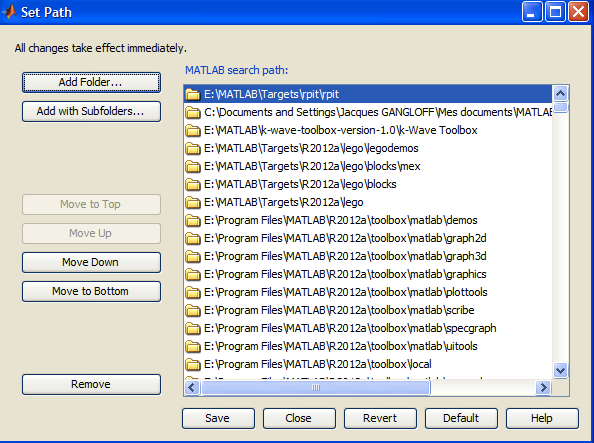 Set Path
All changes take effect immediately.
MATLAB search path:
Add Folder...
Add with Subfolders...
Move to Top
Move Up
Move Down
Move to Bottom
Remove
E:\MATLAB\Targets\rpit\rpit
C:\Documents and Settings\Jacques GANGLOFF\Mes documents\MATLAB
E:\MATLAB\k-wave-toolbox-version-1.0\k-Wave Toolbox
E:\MATLAB\Targets\R2012a\lego\legodemos
E:\MATLAB\Targets\R2012a\lego\blocks\mex
E:\MATLAB\Targets\R2012a\lego\blocks
E:\MATLAB\Targets\R2012a\lego
E:\Program Files\MATLAB\R2012a\toolbox\matlab\demos
E:\Program Files\MATLAB\R2012a\toolbox\matlab\graph2d
E:\Program Files\MATLAB\R2012a\toolbox\matlab\graph3d
E:\Program Files\MATLAB\R2012a\toolbox\matlab\graphics
E:\Program Files\MATLAB\R2012a\toolbox\matlab\plottools
E:\Program Files\MATLAB\R2012a\toolbox\matlab\scribe
E:\Program Files\MATLAB\R2012a\toolbox\matlab\specgraph
E:\Program Files\MATLAB\R2012a\toolbox\matlab\uitools
E:\Program Files\MATLAB\R2012a\toolbox\local
Save
Close
Revert
Default
Help